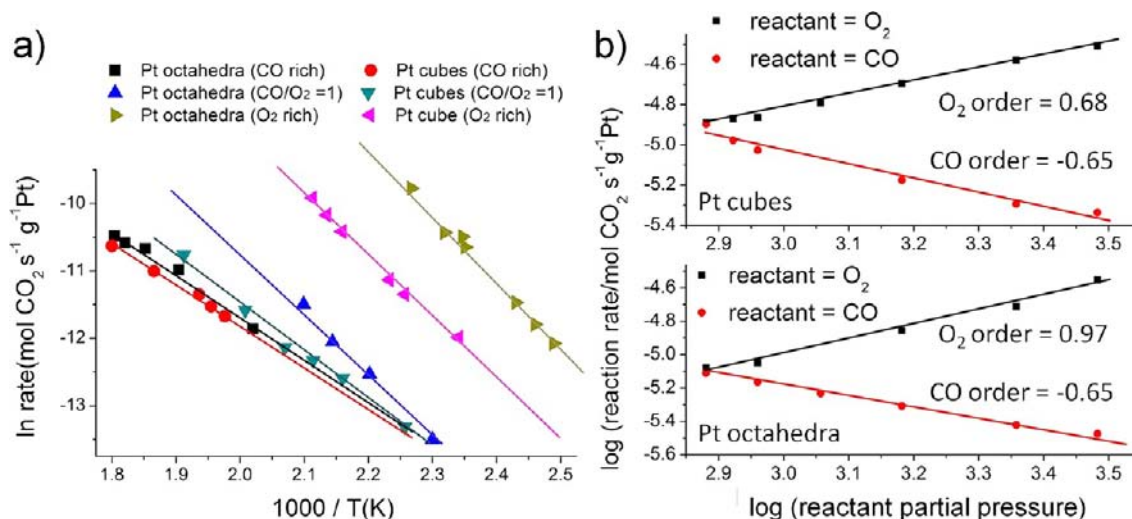 a)
Pt octahedra (CO rich)
Pt cubes (CO rich)
Pt octahedra (CO/O₂ =1)
Pt cubes (CO/O₂ =1)
Pt octahedra (O₂ rich)
Pt cube (O₂ rich)
ln rate(mol CO₂ s⁻¹ g⁻¹Pt)
-10
-11
-12
-13
1.8 1.9 2.0 2.1 2.2 2.3 2.4 2.5
1000 / T(K)
b)
reactant = O₂
reactant = CO
-4.6
-4.8
-5.0
-5.2
-5.4
O₂ order = 0.68
CO order = -0.65
Pt cubes
2.9 3.0 3.1 3.2 3.3 3.4 3.5
log (reaction rate/mol CO₂ s⁻¹g⁻¹Pt)
reactant = O₂
reactant = CO
-4.6
-4.8
-5.0
-5.2
-5.4
-5.6
O₂ order = 0.97
CO order = -0.65
Pt octahedra
2.9 3.0 3.1 3.2 3.3 3.4 3.5
log (reactant partial pressure)